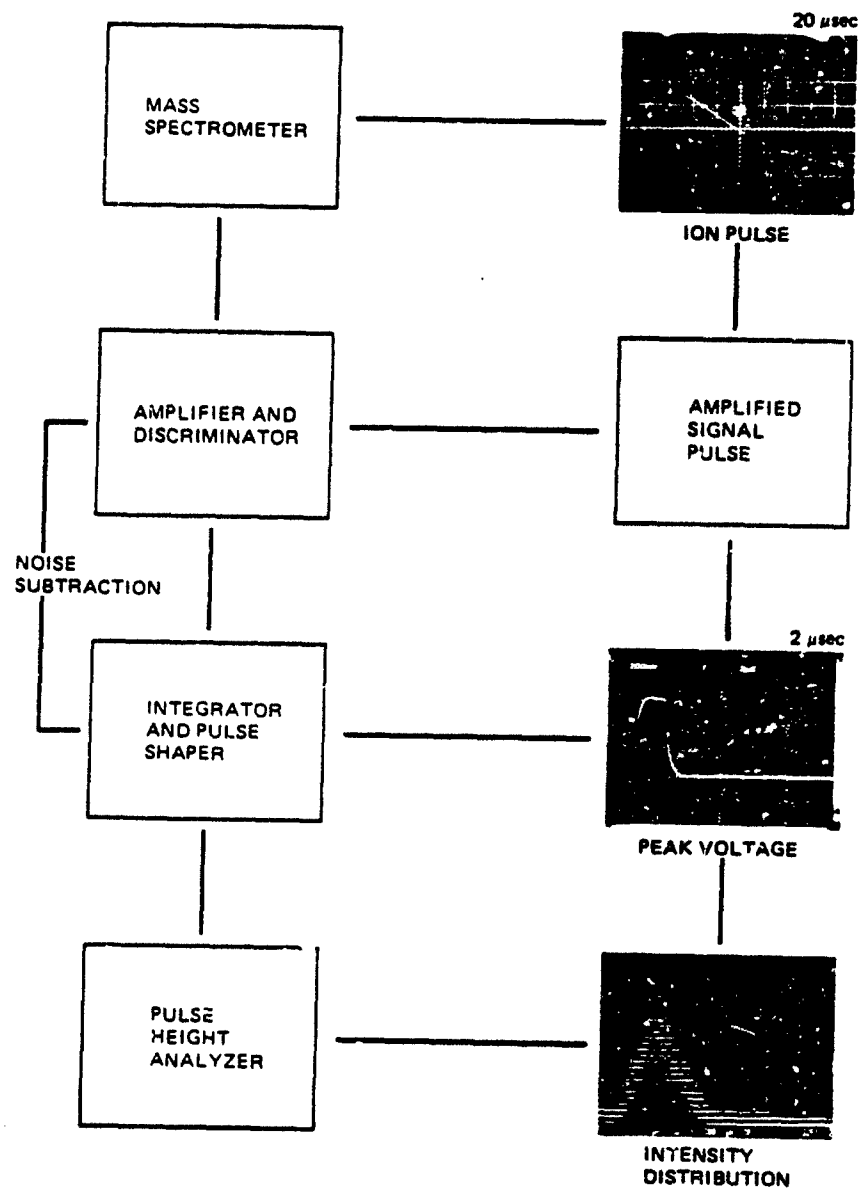 20 μsec
MASS
SPECTROMETER
ION PULSE
AMPLIFIER AND
DISCRIMINATOR
AMPLIFIED
SIGNAL
PULSE
NOISE
SUBTRACTION
2 μsec
INTEGRATOR
AND PULSE
SHAPER
PEAK VOLTAGE
PULSE
HEIGHT
ANALYZER
INTENSITY
DISTRIBUTION